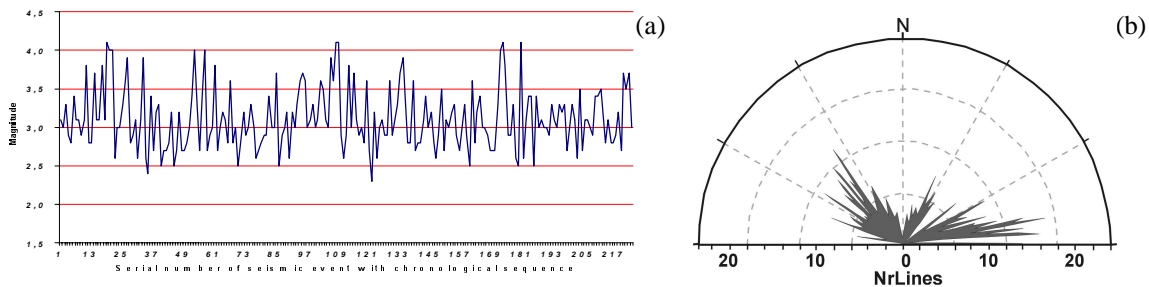 (a)
4,5
4,0
3,5
3,0
2,5
2,0
1,5
Magnitude
1 13 25 37 49 61 73 85 97 109 121 133 145 157 169 181 193 205 217
Serial number of seismic event with chronological sequence
(b)
N
20 10 0 10 20
NrLines